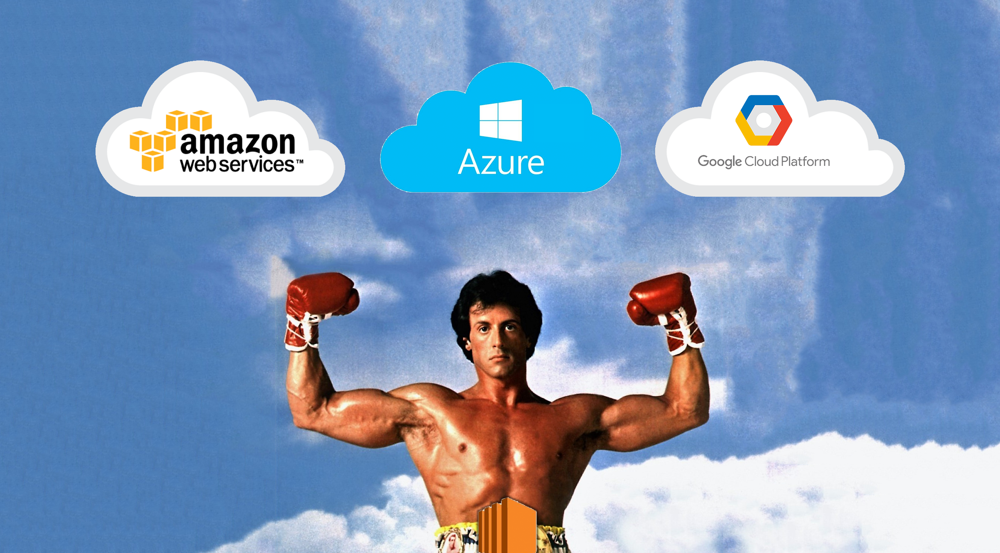 amazon
web services™
Azure
Google Cloud Platform